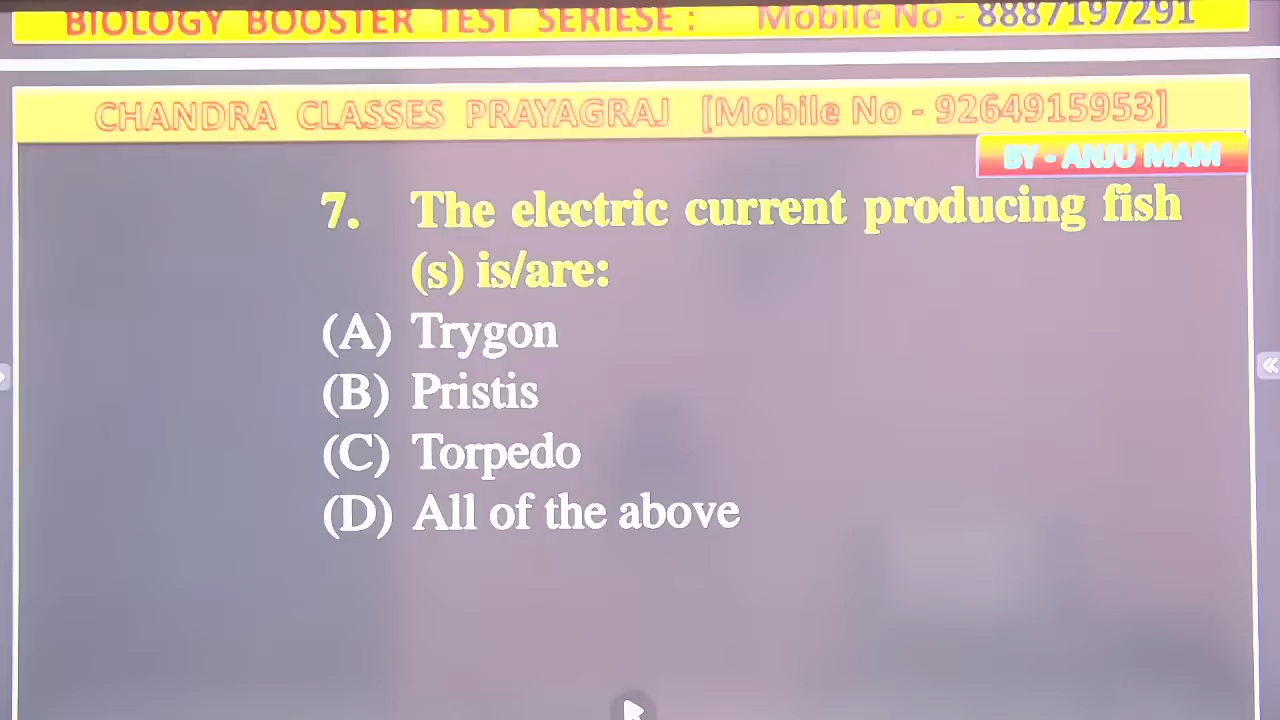 BIOLOGY BOOSTER TEST SERIESE : Mobile No - 8887197291
CHANDRA CLASSES PRAYAGRAJ [Mobile No - 9264915953]
BY - ANJU MAM
7. The electric current producing fish
(s) is/are:
(A) Trygon
(B) Pristis
(C) Torpedo
(D) All of the above